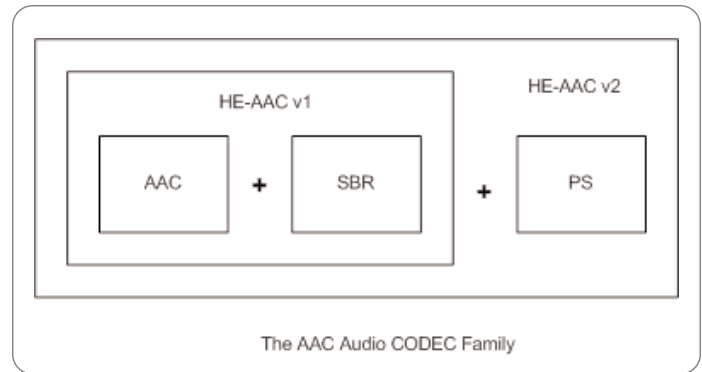 HE-AAC v1
HE-AAC v2
AAC + SBR + PS
The AAC Audio CODEC Family